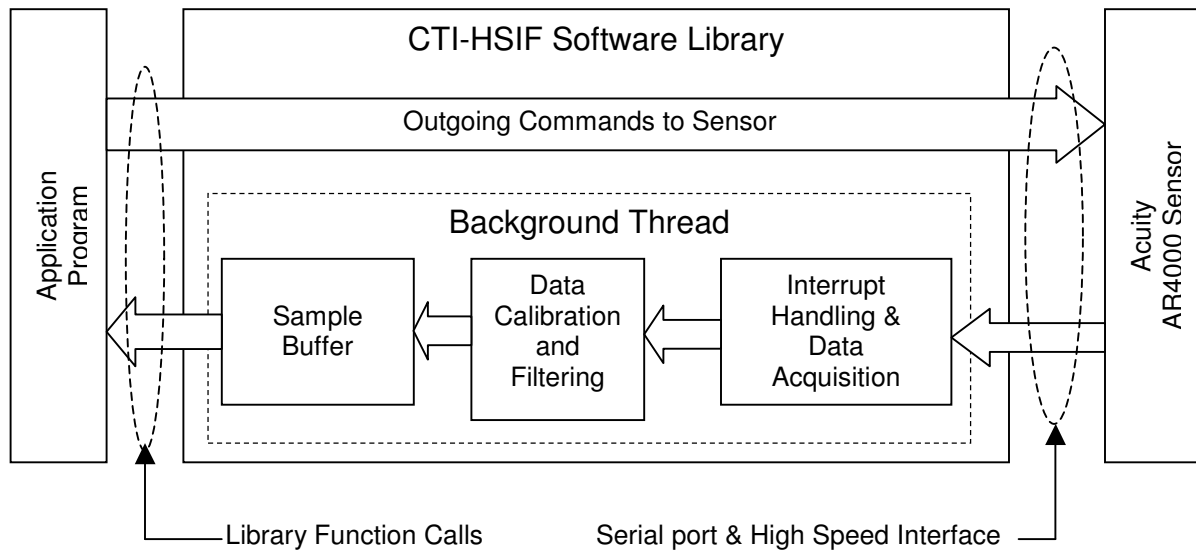 CTI-HSIF Software Library
Outgoing Commands to Sensor
Application
Program
Background Thread
Sample
Buffer
Data
Calibration
and
Filtering
Interrupt
Handling &
Data
Acquisition
Acuity
AR4000 Sensor
Library Function Calls
Serial port & High Speed Interface